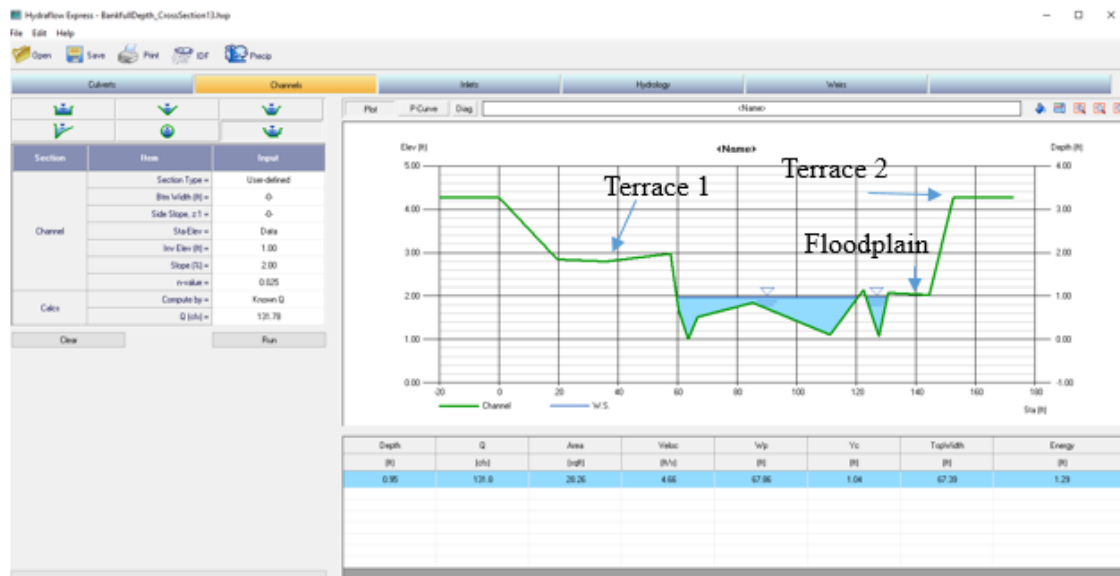 Hydraflow Express - BankfullDepth_CrossSection13.hxp
File Edit Help
Open Save Print IDF Precip
Culverts Channels Inlets Hydrology Weirs
Plot P-Curve Diag <Name>
Section Item Input
Channel
Section Type = User-defined
Btm Width (ft) = -0-
Side Slope, z:1 = -0-
Sta-Elev = Data
Inv Elev (ft) = 1.00
Slope (%) = 2.00
n-value = 0.025
Calcs
Compute by = Known Q
Q (cfs) = 131.78
Clear Run
Elev (ft) <Name> Depth (ft)
5.00 4.00
4.00 3.00
3.00 2.00
2.00 1.00
1.00 0.00
0.00 -1.00
Terrace 1
Terrace 2
Floodplain
-20 0 20 40 60 80 100 120 140 160 180
Channel W.S. Sta (ft)
Depth Q Area Veloc Wp Yc TopWidth Energy
(ft) (cfs) (sqft) (ft/s) (ft) (ft) (ft) (ft)
0.95 131.8 28.26 4.66 67.86 1.04 67.39 1.29